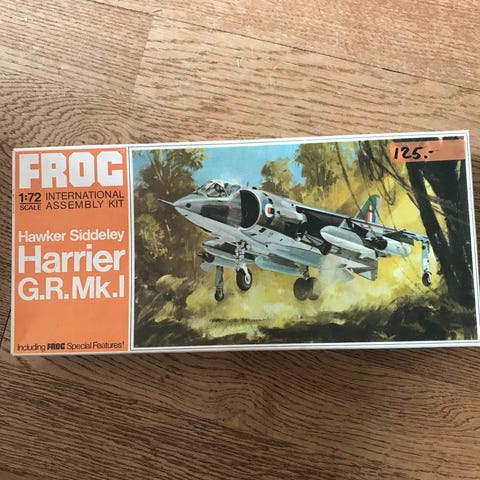 FROG
1:72 INTERNATIONAL
SCALE ASSEMBLY KIT
Hawker Siddeley
Harrier
G.R.Mk.I
Including FROG Special Features!
125.-